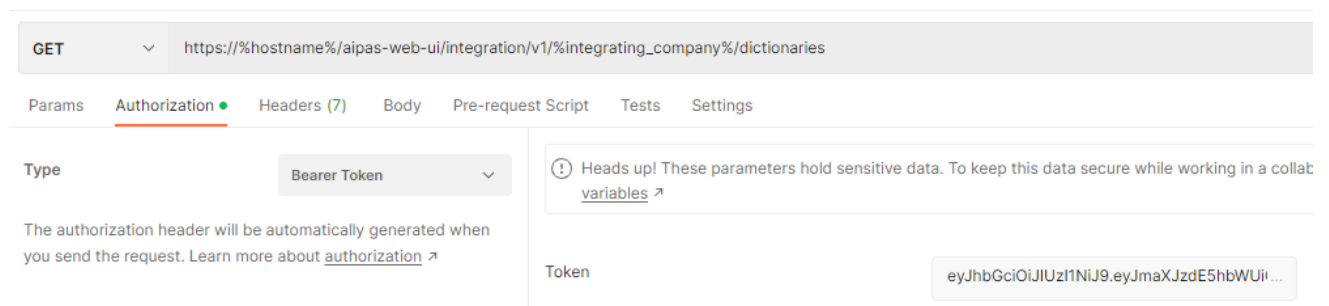 GET https://%hostname%/aipas-web-ui/integration/v1/%integrating_company%/dictionaries
Params Authorization Headers (7) Body Pre-request Script Tests Settings
Type Bearer Token
The authorization header will be automatically generated when
you send the request. Learn more about authorization ↗
Heads up! These parameters hold sensitive data. To keep this data secure while working in a collab
variables ↗
Token eyJhbGciOiJIUzI1NiJ9.eyJmaXJzdE5hbWUi...